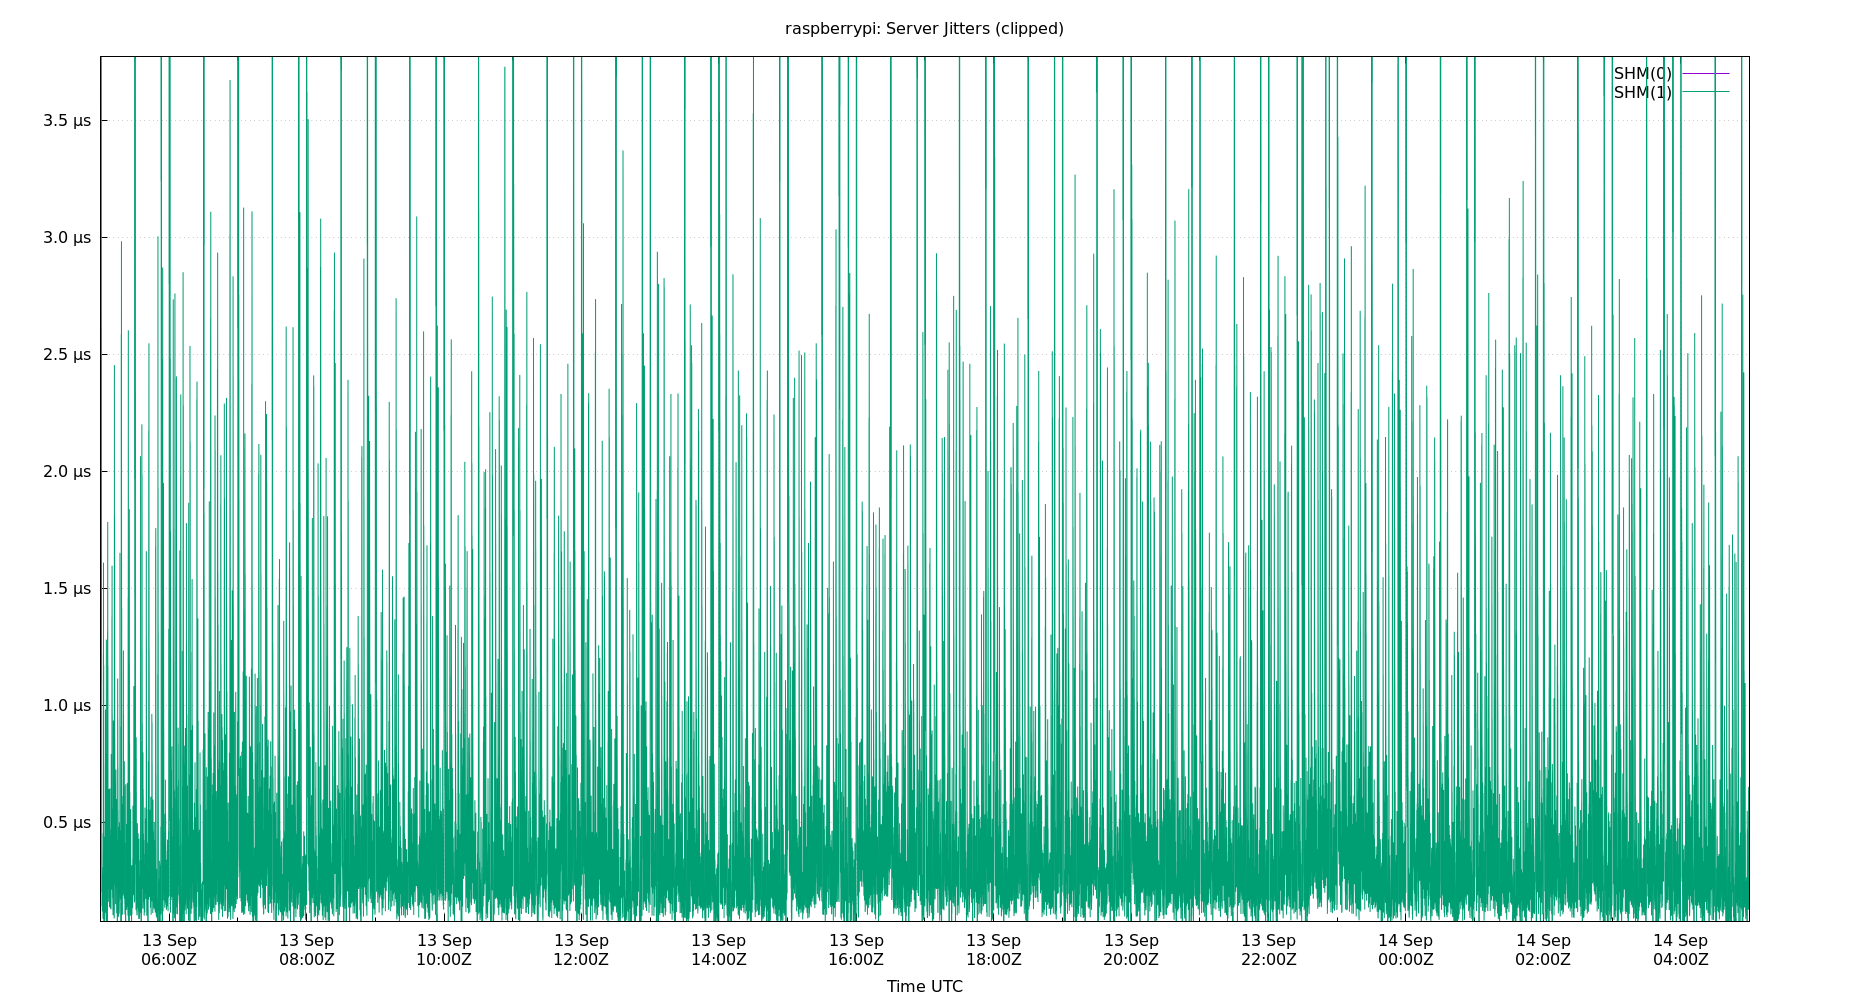 raspberrypi: Server Jitters (clipped)
SHM(0)
SHM(1)
3.5 µs
3.0 µs
2.5 µs
2.0 µs
1.5 µs
1.0 µs
0.5 µs
13 Sep 13 Sep 13 Sep 13 Sep 13 Sep 13 Sep 13 Sep 13 Sep 13 Sep 14 Sep 14 Sep 14 Sep
06:00Z 08:00Z 10:00Z 12:00Z 14:00Z 16:00Z 18:00Z 20:00Z 22:00Z 00:00Z 02:00Z 04:00Z
Time UTC